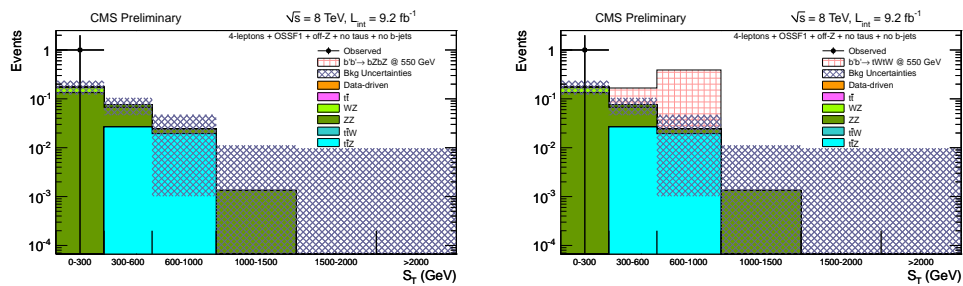 CMS Preliminary
√s = 8 TeV, L_int = 9.2 fb⁻¹
4-leptons + OSSF1 + off-Z + no taus + no b-jets
Events
Observed
b'b'→ bZbZ @ 550 GeV
Bkg Uncertainties
Data-driven
tt̄
WZ
ZZ
tt̄W
tt̄Z
1
10⁻¹
10⁻²
10⁻³
10⁻⁴
0-300 300-600 600-1000 1000-1500 1500-2000 >2000
S_T (GeV)
CMS Preliminary
√s = 8 TeV, L_int = 9.2 fb⁻¹
4-leptons + OSSF1 + off-Z + no taus + no b-jets
Events
Observed
b'b'→ tWtW @ 550 GeV
Bkg Uncertainties
Data-driven
tt̄
WZ
ZZ
tt̄W
tt̄Z
1
10⁻¹
10⁻²
10⁻³
10⁻⁴
0-300 300-600 600-1000 1000-1500 1500-2000 >2000
S_T (GeV)